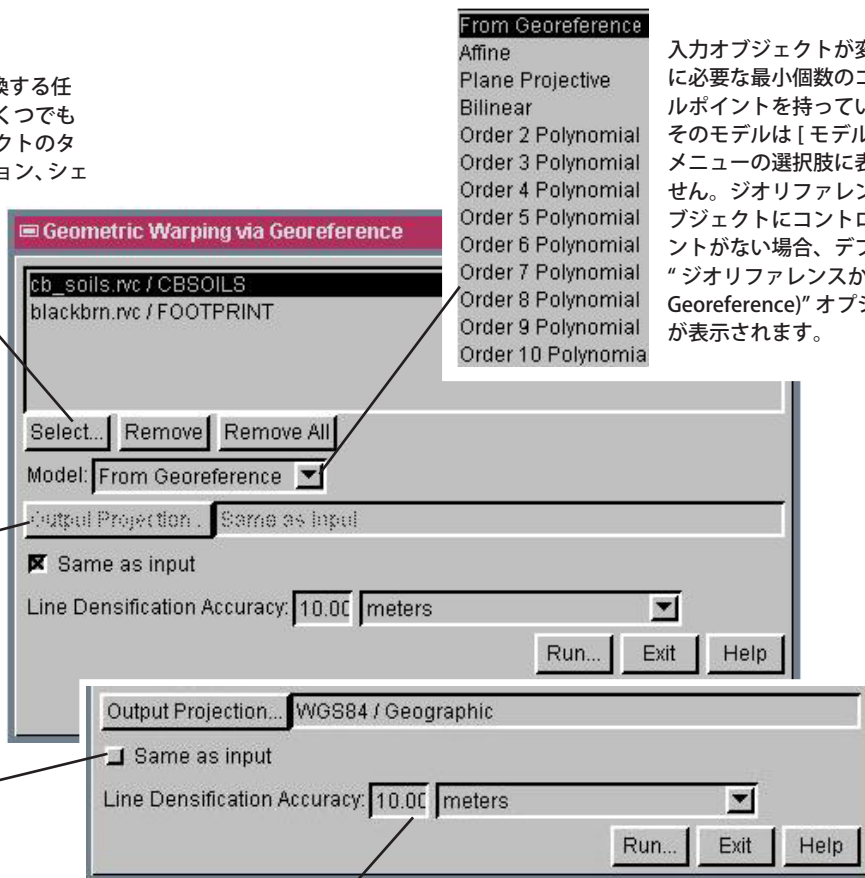 換する任
くつでも
クトのタ
ョン、シェ
From Georeference
Affine
Plane Projective
Bilinear
Order 2 Polynomial
Order 3 Polynomial
Order 4 Polynomial
Order 5 Polynomial
Order 6 Polynomial
Order 7 Polynomial
Order 8 Polynomial
Order 9 Polynomial
Order 10 Polynomia
入力オブジェクトが変
に必要な最小個数のコ
ルポイントを持ってい
そのモデルは [ モデル
メニューの選択肢に表
せん。ジオリファレン
ブジェクトにコントロ
ントがない場合、デフ
“ ジオリファレンスか
Georeference)” オプシ
が表示されます。
Geometric Warping via Georeference
cb_soils.rvc / CBSOILS
blackbrn.rvc / FOOTPRINT
Select... Remove Remove All
Model: From Georeference
Output Projection... Same as Input
Same as input
Line Densification Accuracy: 10.00 meters
Run... Exit Help
Output Projection... WGS84 / Geographic
Same as input
Line Densification Accuracy: 10.00 meters
Run... Exit Help